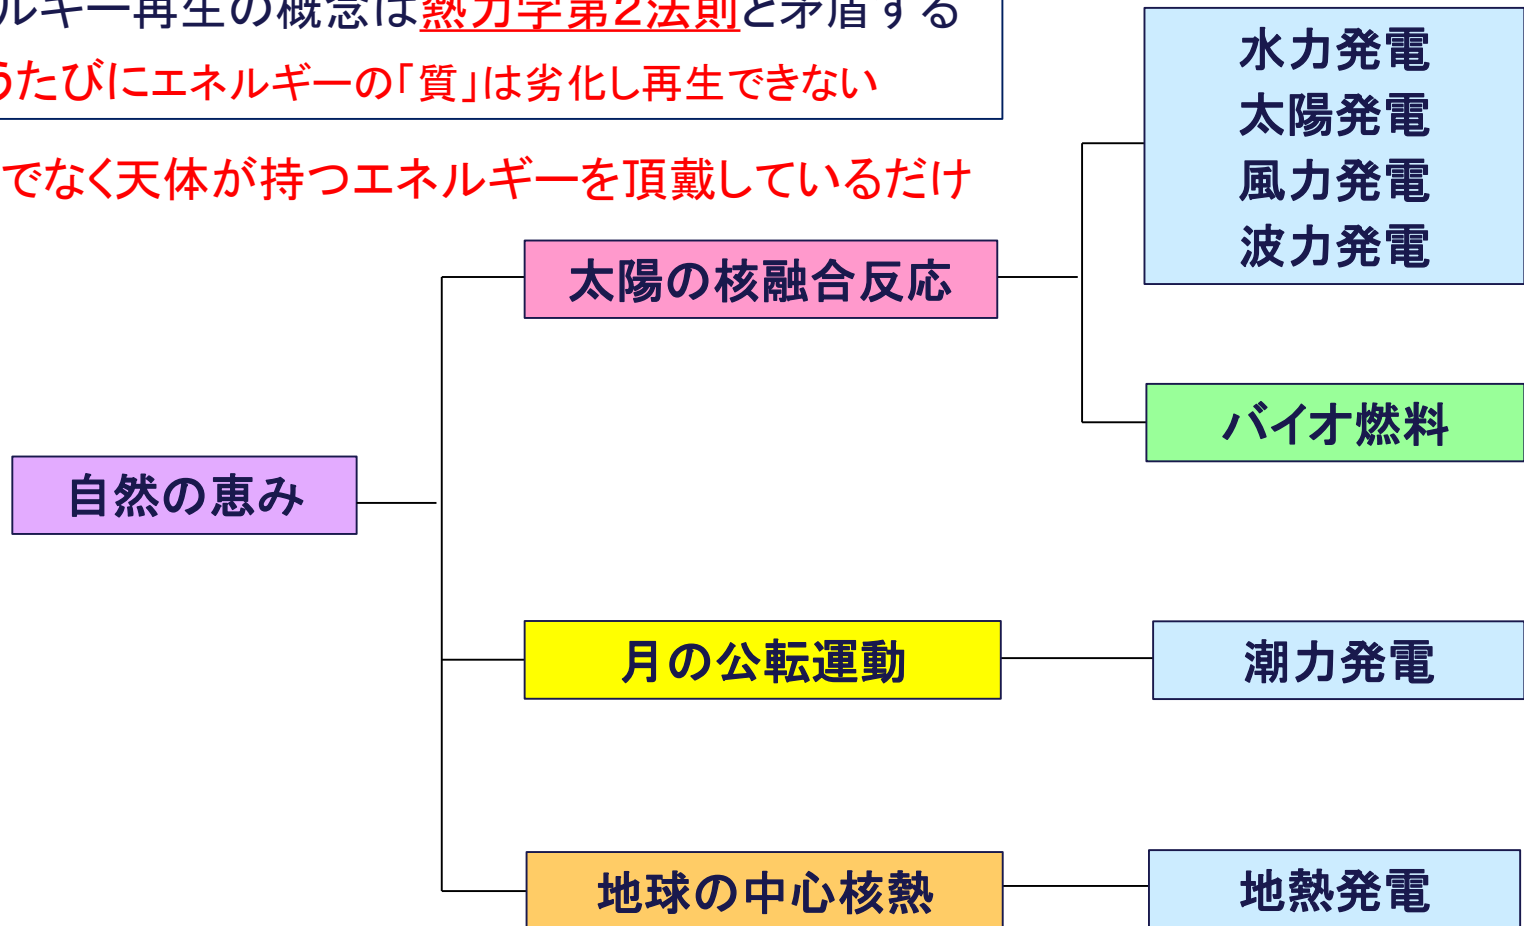 ルギー再生の概念は熱力学第2法則と矛盾する
うたびにエネルギーの「質」は劣化し再生できない
でなく天体が持つエネルギーを頂戴しているだけ
水力発電
太陽発電
風力発電
波力発電
太陽の核融合反応
バイオ燃料
自然の恵み
月の公転運動
潮力発電
地球の中心核熱
地熱発電